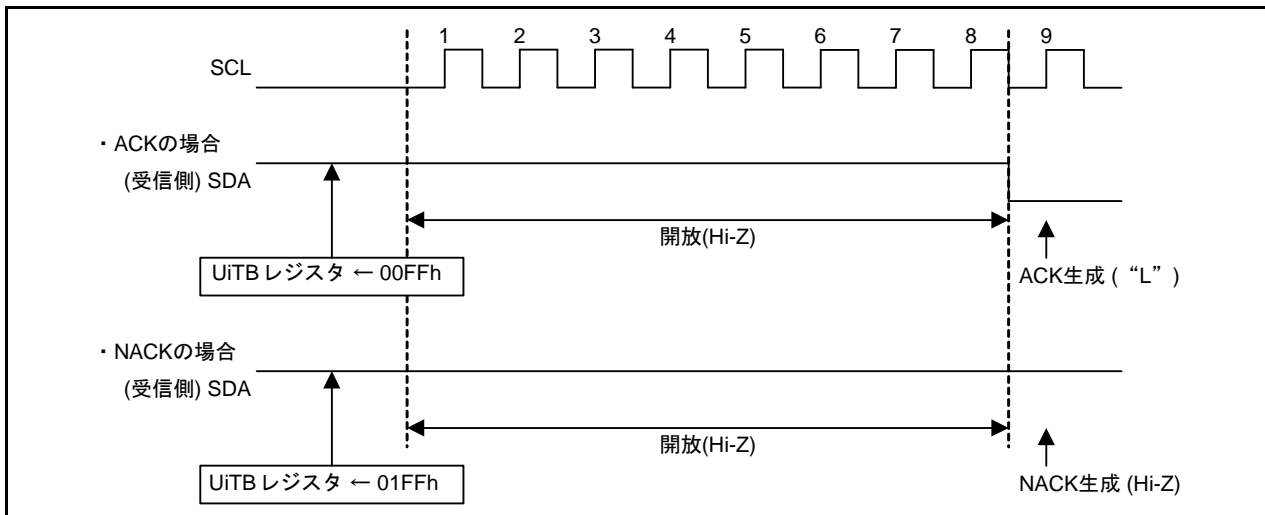 1 2 3 4 5 6 7 8 9
SCL
・ACKの場合
(受信側) SDA
開放(Hi-Z)
UiTB レジスタ ← 00FFh
ACK生成 (“L”)
・NACKの場合
(受信側) SDA
開放(Hi-Z)
UiTB レジスタ ← 01FFh
NACK生成 (Hi-Z)